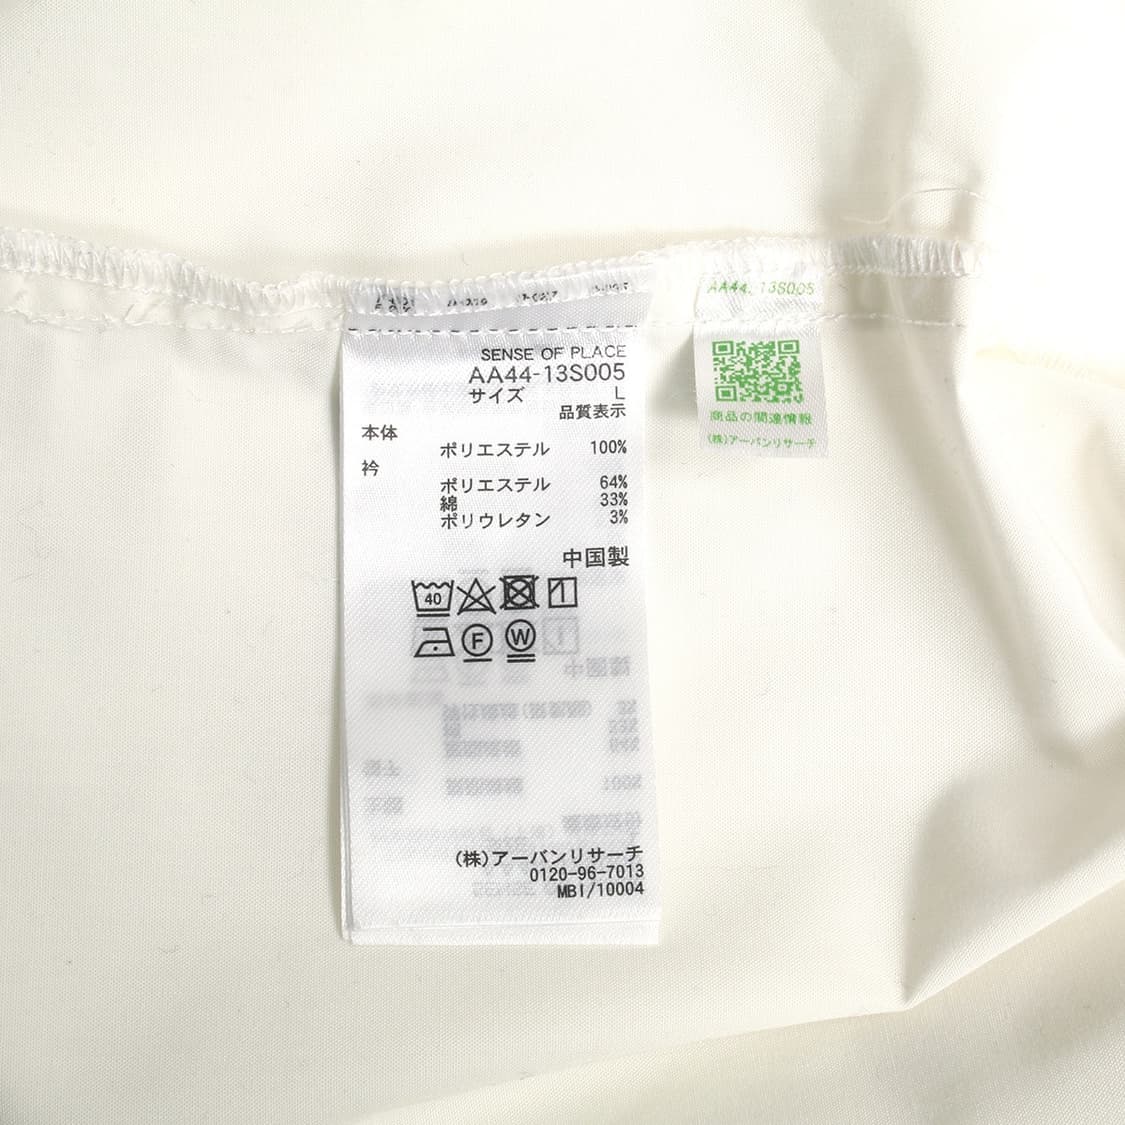 SENSE OF PLACE
AA44-13S005
サイズ L
品質表示
本体
ポリエステル 100%
衿
ポリエステル 64%
綿 33%
ポリウレタン 3%
中国製
40
F W
(株)アーバンリサーチ
0120-96-7013
MBI/10004
AA44-13S005
商品の関連情報
(株)アーバンリサーチ